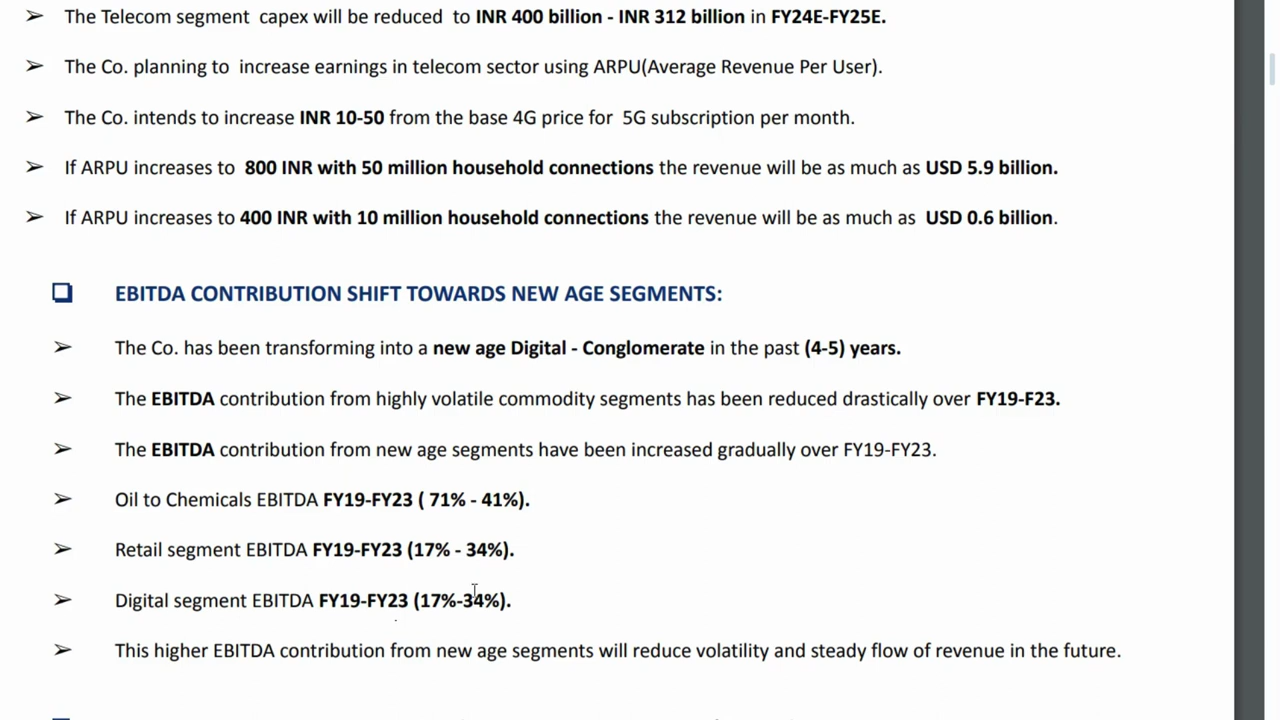 ➢ The Telecom segment capex will be reduced to INR 400 billion - INR 312 billion in FY24E-FY25E.
➢ The Co. planning to increase earnings in telecom sector using ARPU(Average Revenue Per User).
➢ The Co. intends to increase INR 10-50 from the base 4G price for 5G subscription per month.
➢ If ARPU increases to 800 INR with 50 million household connections the revenue will be as much as USD 5.9 billion.
➢ If ARPU increases to 400 INR with 10 million household connections the revenue will be as much as USD 0.6 billion.
❑ EBITDA CONTRIBUTION SHIFT TOWARDS NEW AGE SEGMENTS:
➢ The Co. has been transforming into a new age Digital - Conglomerate in the past (4-5) years.
➢ The EBITDA contribution from highly volatile commodity segments has been reduced drastically over FY19-F23.
➢ The EBITDA contribution from new age segments have been increased gradually over FY19-FY23.
➢ Oil to Chemicals EBITDA FY19-FY23 ( 71% - 41%).
➢ Retail segment EBITDA FY19-FY23 (17% - 34%).
➢ Digital segment EBITDA FY19-FY23 (17%-34%).
➢ This higher EBITDA contribution from new age segments will reduce volatility and steady flow of revenue in the future.